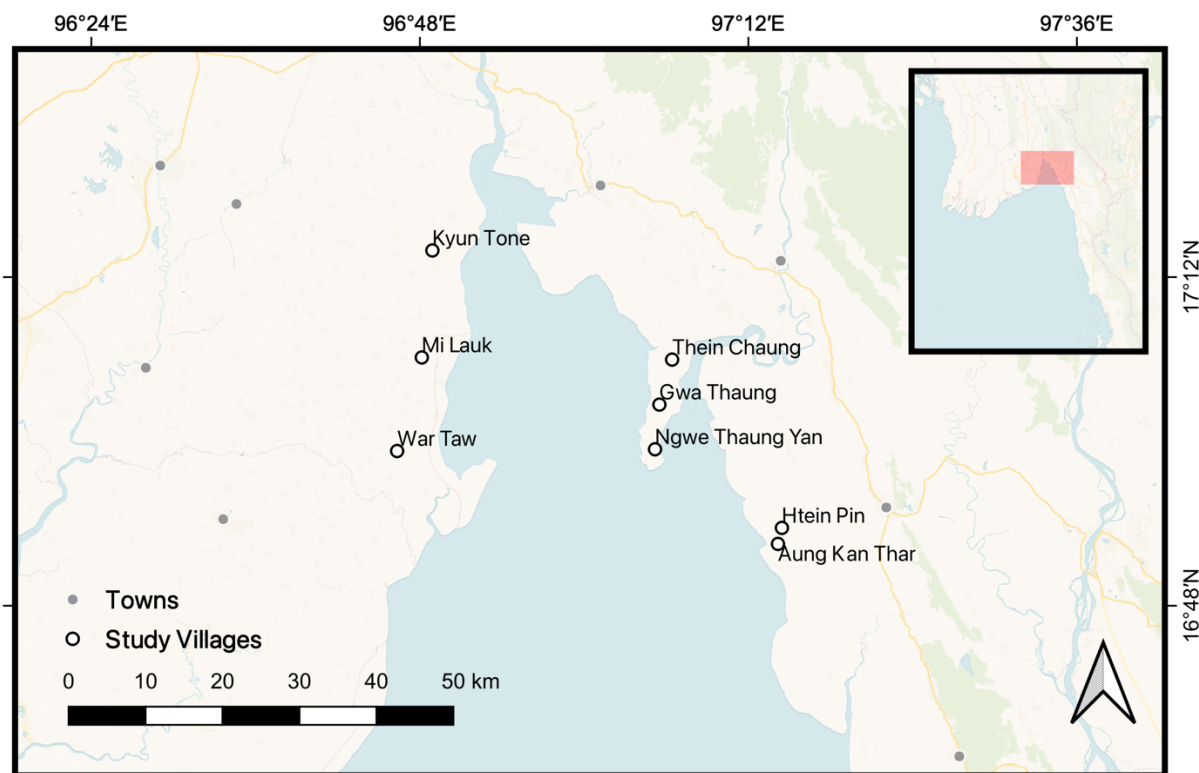 96°24′E
96°48′E
97°12′E
97°36′E
Kyun Tone
17°12′N
Mi Lauk
Thein Chaung
Gwa Thaung
War Taw
Ngwe Thaung Yan
Htein Pin
Aung Kan Thar
Towns
16°48′N
Study Villages
0 10 20 30 40 50 km